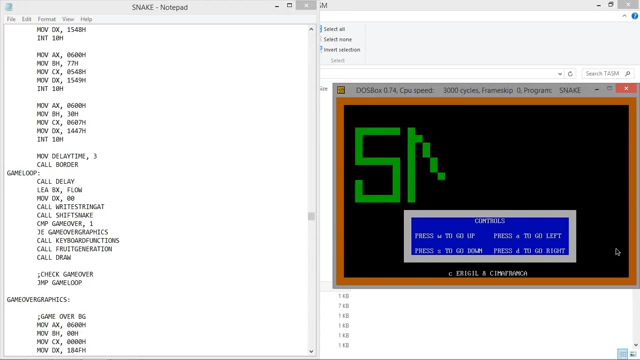 SNAKE - Notepad
File Edit Format View Help
MOV DX, 1548H
INT 10H
MOV AX, 0600H
MOV BH, 77H
MOV CX, 0548H
MOV DX, 1549H
INT 10H
MOV AX, 0600H
MOV BH, 30H
MOV CX, 0607H
MOV DX, 1447H
INT 10H
MOV DELAYTIME, 3
CALL BORDER
GAMELOOP:
CALL DELAY
LEA BX, FLOW
MOV DX, 00
CALL WRITESTRINGAT
CALL SHIFTSNAKE
CMP GAMEOVER, 1
JE GAMEOVERGRAPHICS
CALL KEYBOARDFUNCTIONS
CALL FRUITGENERATION
CALL DRAW
;CHECK GAMEOVER
JMP GAMELOOP
GAMEOVERGRAPHICS:
;GAME OVER BG
MOV AX, 0600H
MOV BH, 00H
MOV CX, 0000H
MOV DX, 184FH
SM
Select all
Select none
Invert selection
Select
Search TASM
Size
DOSBox 0.74, Cpu speed: 3000 cycles, Frameskip 0, Program: SNAKE
CONTROLS
PRESS w TO GO UP PRESS a TO GO LEFT
PRESS s TO GO DOWN PRESS d TO GO RIGHT
c ERIGIL & CIMAFRANCA
1 KB
7 KB
1 KB
1 KB
1 KB